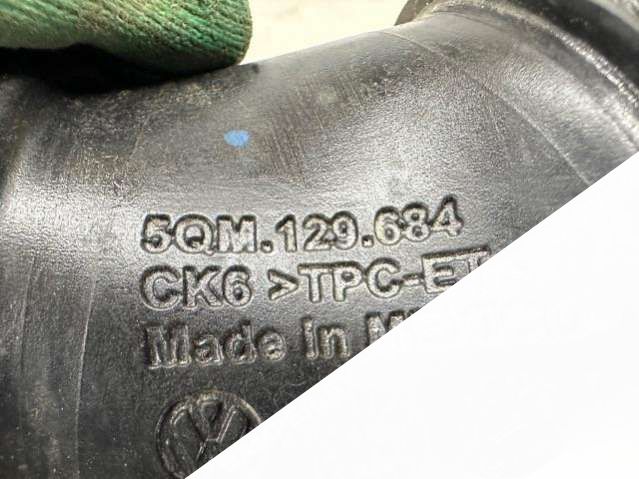 5QM.129.684
CK6 >TPC-ET
Made in